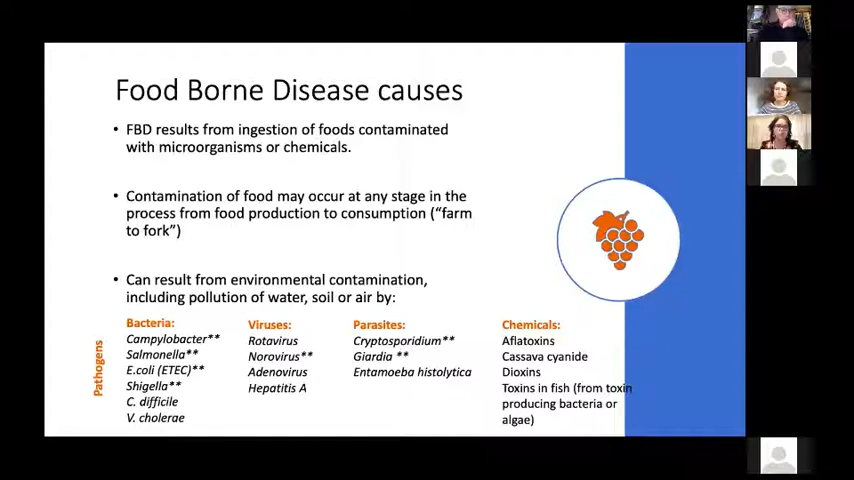 Food Borne Disease causes
• FBD results from ingestion of foods contaminated
with microorganisms or chemicals.
• Contamination of food may occur at any stage in the
process from food production to consumption (“farm
to fork”)
• Can result from environmental contamination,
including pollution of water, soil or air by:
Pathogens
Bacteria:
Campylobacter**
Salmonella**
E.coli (ETEC)**
Shigella**
C. difficile
V. cholerae
Viruses:
Rotavirus
Norovirus**
Adenovirus
Hepatitis A
Parasites:
Cryptosporidium**
Giardia **
Entamoeba histolytica
Chemicals:
Aflatoxins
Cassava cyanide
Dioxins
Toxins in fish (from toxin
producing bacteria or
algae)